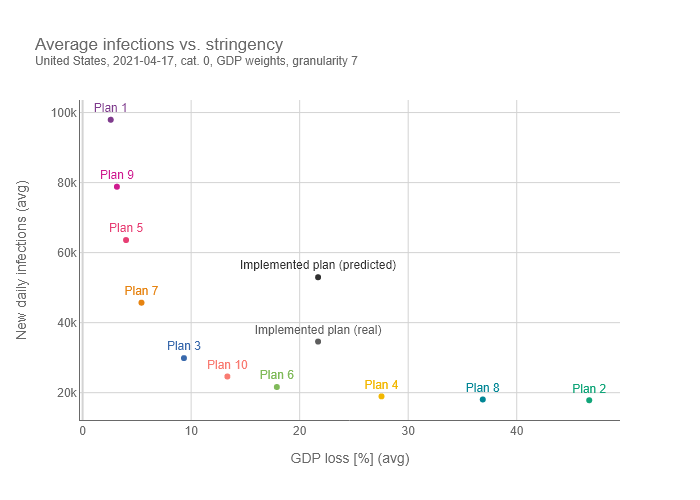 Average infections vs. stringency
United States, 2021-04-17, cat. 0, GDP weights, granularity 7
100k
Plan 1
80k
Plan 9
Plan 5
60k
Implemented plan (predicted)
Plan 7
40k
Implemented plan (real)
Plan 3
Plan 10
Plan 6
Plan 4
Plan 8
Plan 2
20k
0
10
20
30
40
New daily infections (avg)
GDP loss [%] (avg)